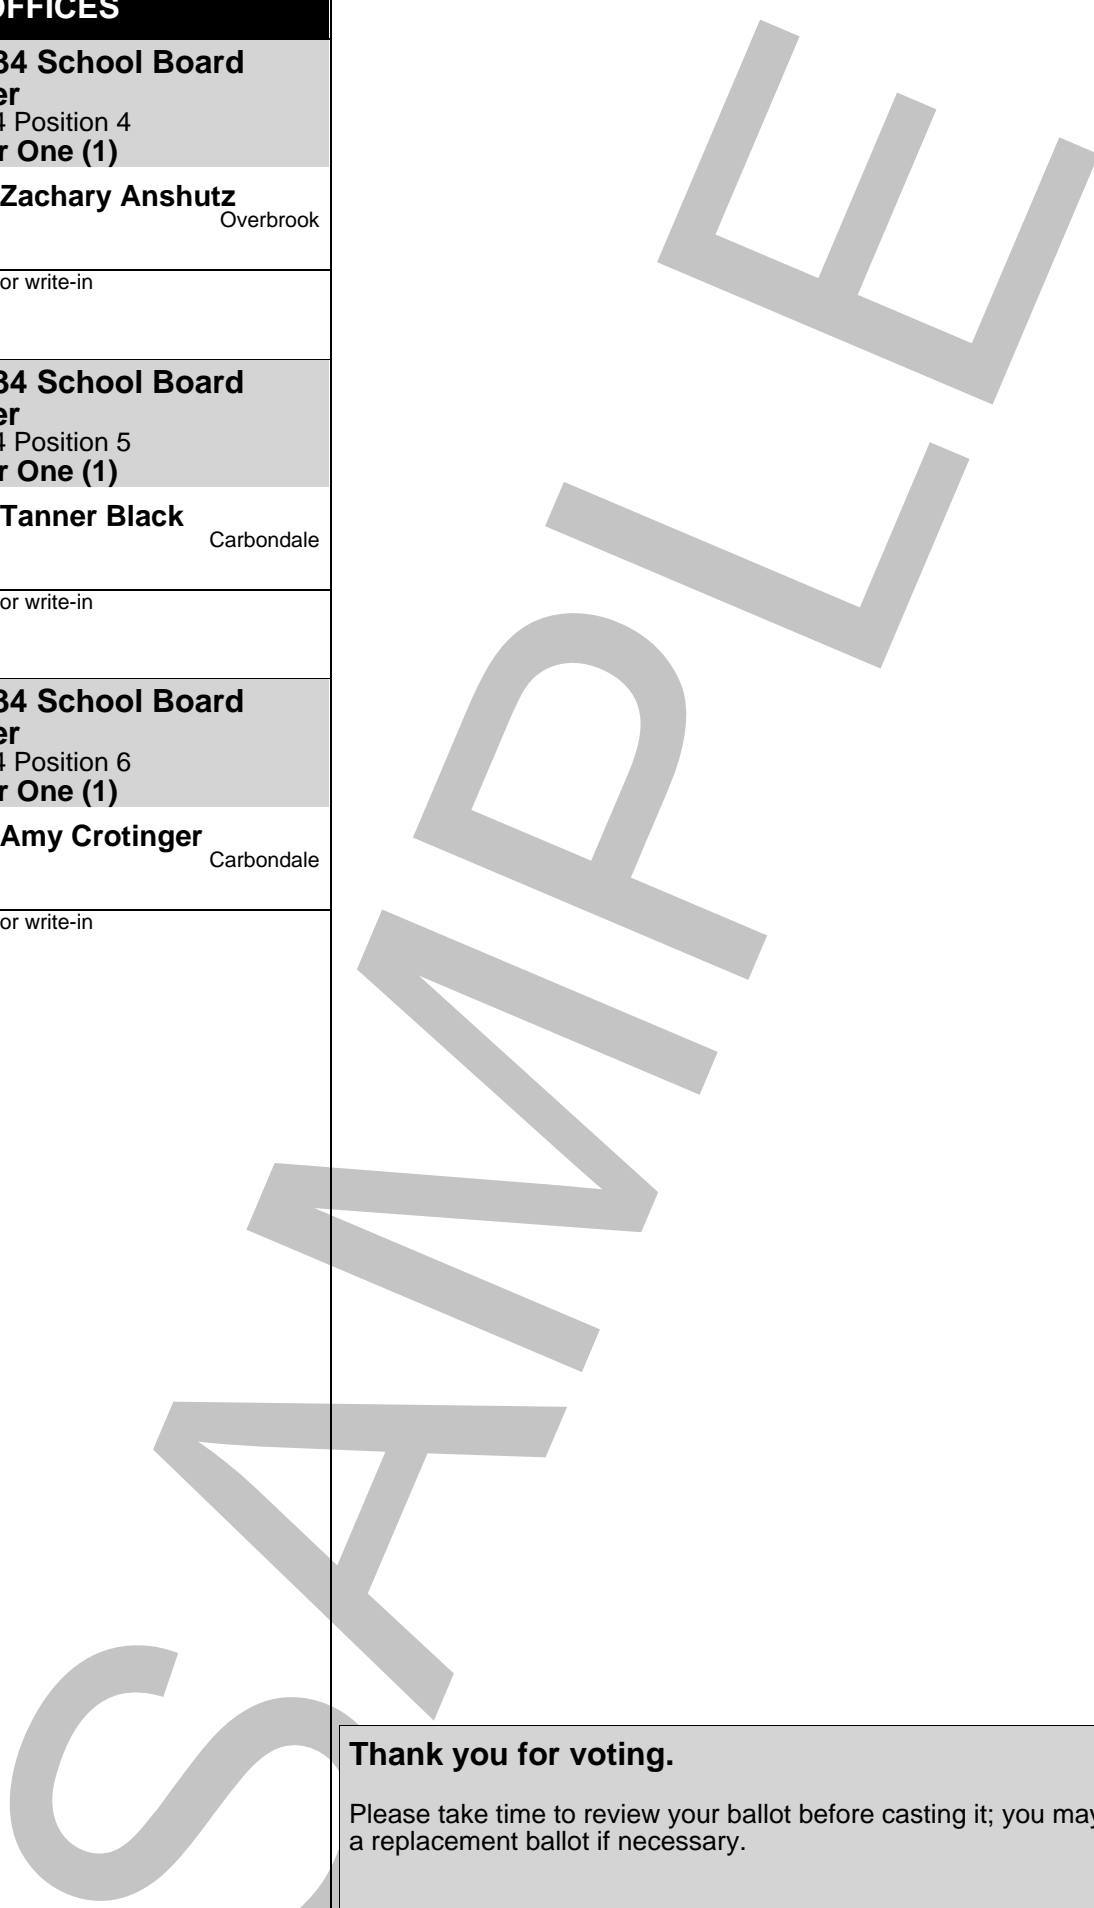 OFFICES
34 School Board
er
4 Position 4
r One (1)
Zachary Anshutz
Overbrook
or write-in
34 School Board
er
4 Position 5
r One (1)
Tanner Black
Carbondale
or write-in
34 School Board
er
4 Position 6
r One (1)
Amy Crotinger
Carbondale
or write-in
SAMPLE
Thank you for voting.
Please take time to review your ballot before casting it; you may
a replacement ballot if necessary.